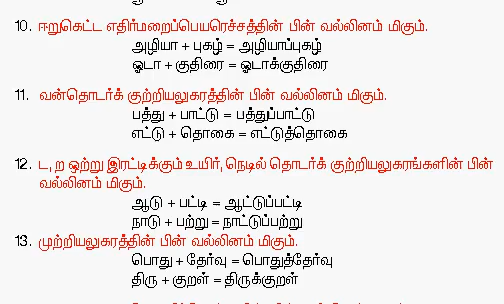 10. ஈறுகெட்ட எதிர்மறைப்பெயரெச்சத்தின் பின் வல்லினம் மிகும்.
அழியா + புகழ் = அழியாப்புகழ்
ஓடா + குதிரை = ஓடாக்குதிரை
11. வன்தொடர்க் குற்றியலுகரத்தின் பின் வல்லினம் மிகும்.
பத்து + பாட்டு = பத்துப்பாட்டு
எட்டு + தொகை = எட்டுத்தொகை
12. ட, ற ஒற்று இரட்டிக்கும் உயிர், நெடில் தொடர்க் குற்றியலுகரங்களின் பின்
வல்லினம் மிகும்.
ஆடு + பட்டி = ஆட்டுப்பட்டி
நாடு + பற்று = நாட்டுப்பற்று
13. முற்றியலுகரத்தின் பின் வல்லினம் மிகும்.
பொது + தேர்வு = பொதுத்தேர்வு
திரு + குறள் = திருக்குறள்